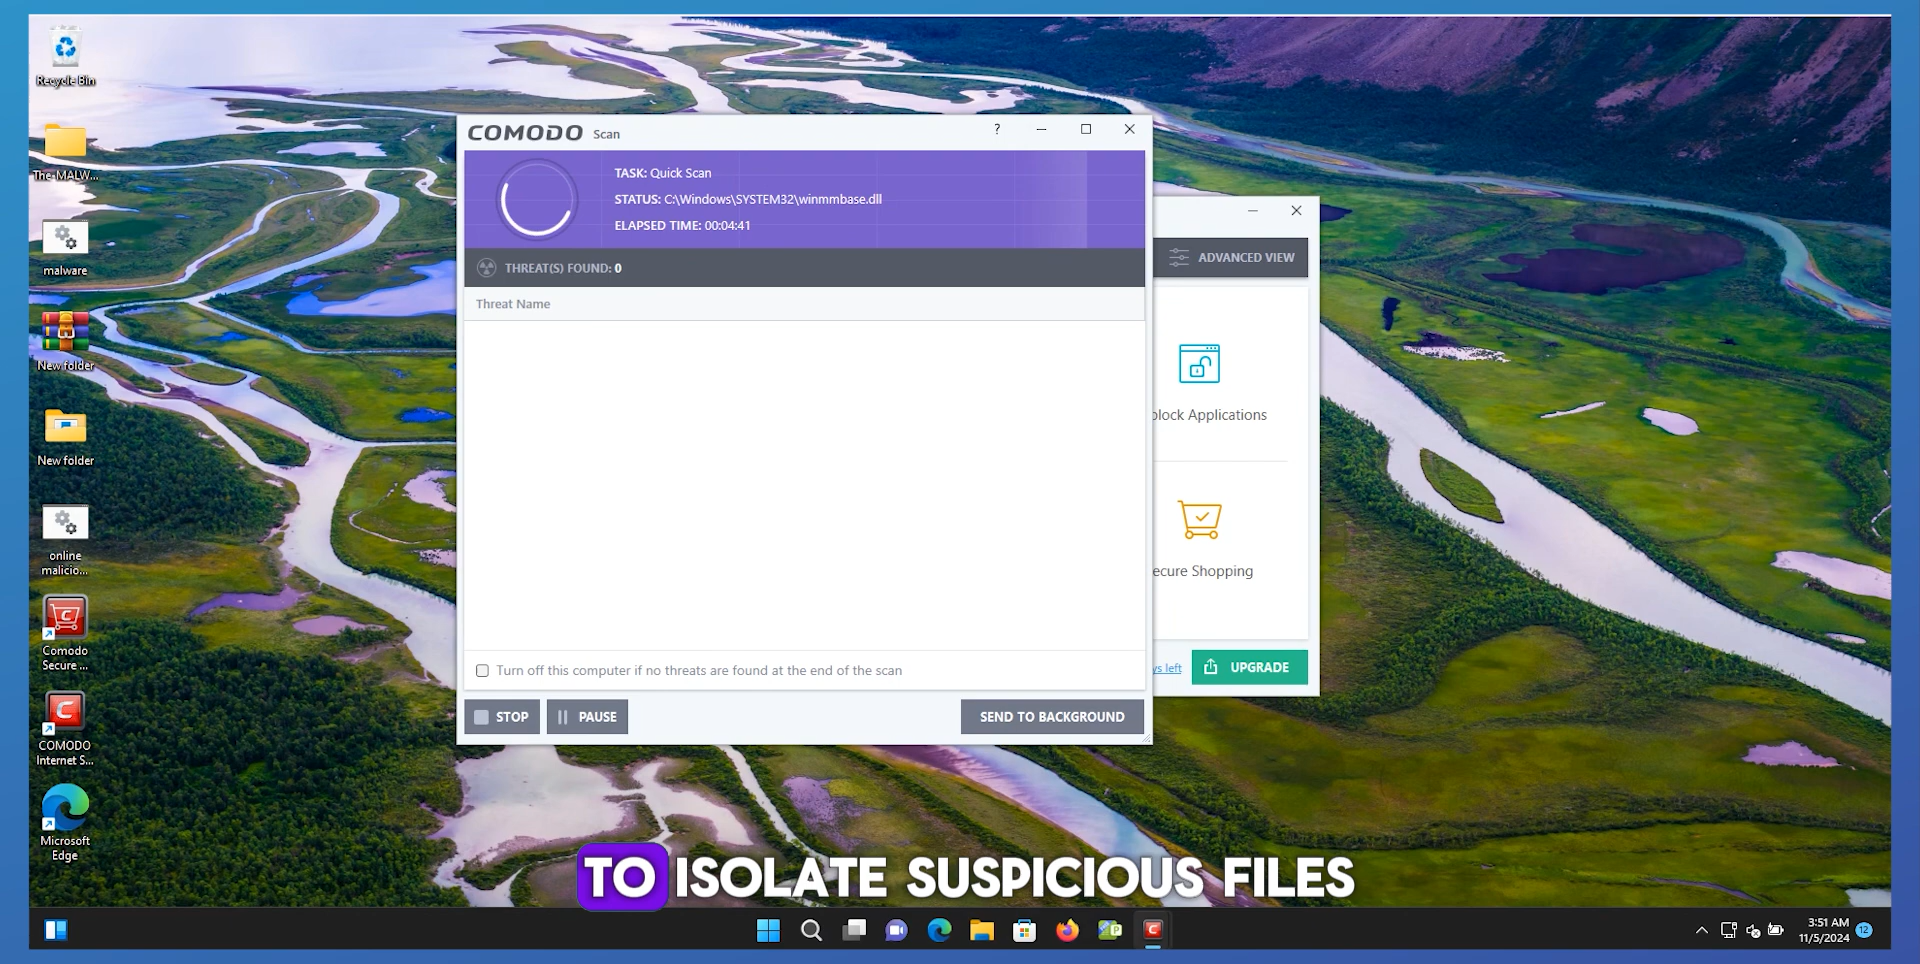 Recycle Bin
The-MALW...
malware
New folder
New folder
online
malicio...
Comodo
Secure ...
COMODO
Internet S...
Microsoft
Edge
COMODO Scan
?
TASK: Quick Scan
STATUS: C:\Windows\SYSTEM32\winmmbase.dll
ELAPSED TIME: 00:04:41
THREAT(S) FOUND: 0
Threat Name
Turn off this computer if no threats are found at the end of the scan
STOP
PAUSE
SEND TO BACKGROUND
ADVANCED VIEW
block Applications
ecure Shopping
ys left
UPGRADE
TO ISOLATE SUSPICIOUS FILES
3:51 AM
11/5/2024
12